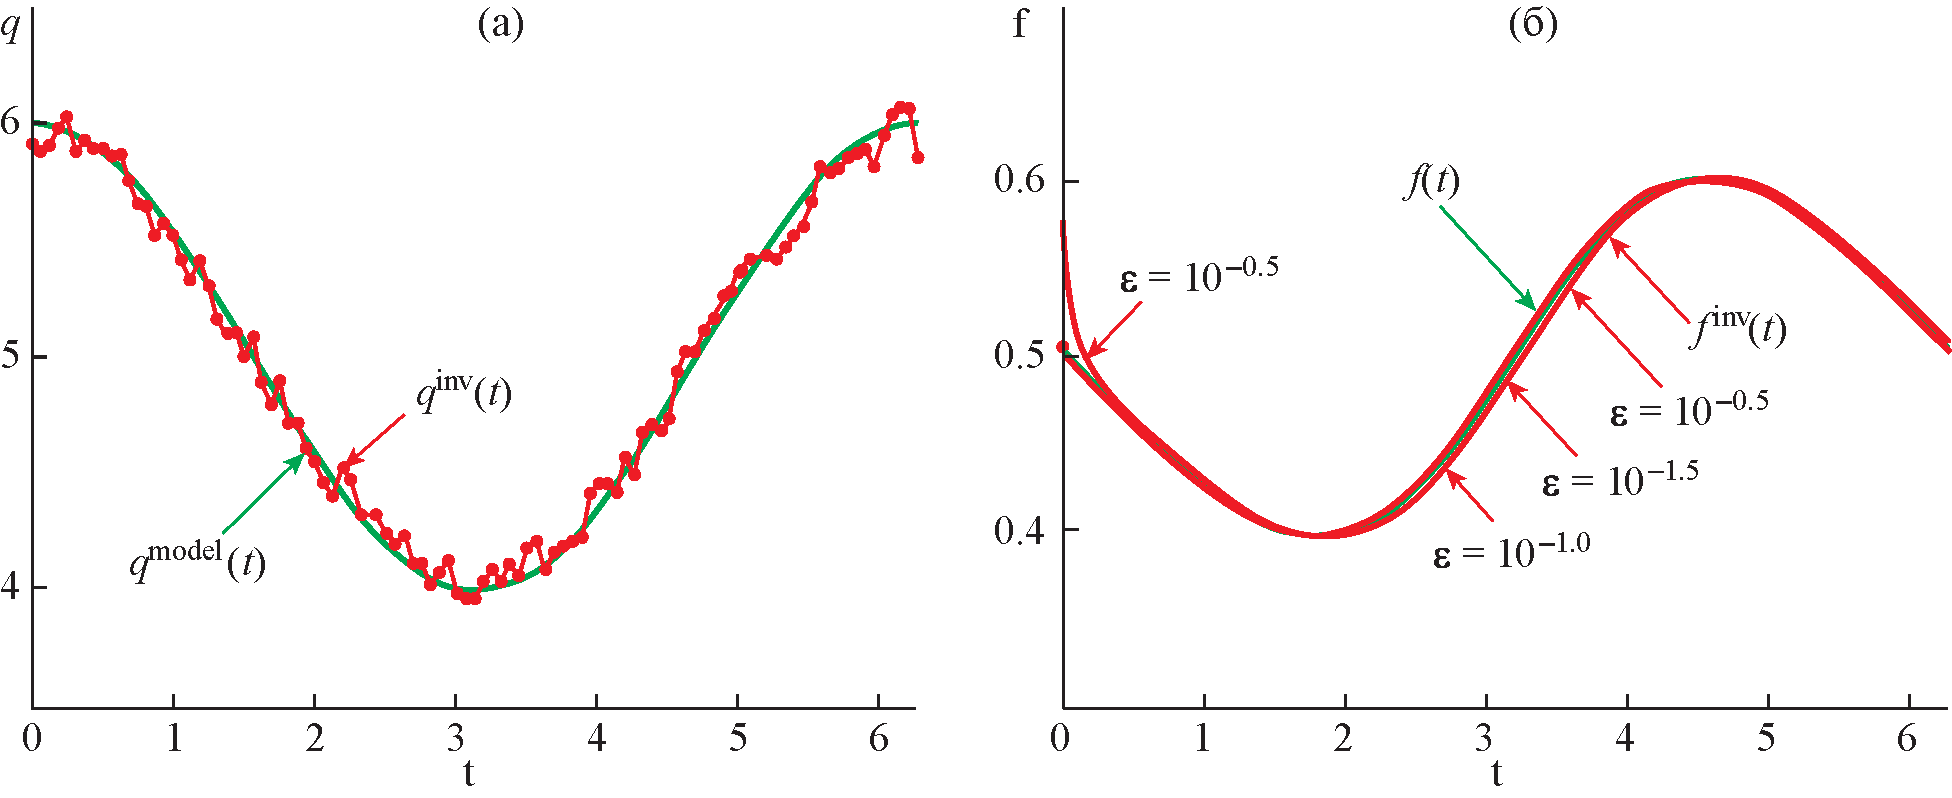 q
(а)
6
5
4
q^inv(t)
q^model(t)
0 1 2 3 4 5 6
t
f
(б)
0.6
0.5
0.4
f(t)
ε = 10^−0.5
f^inv(t)
ε = 10^−0.5
ε = 10^−1.5
ε = 10^−1.0
0 1 2 3 4 5 6
t